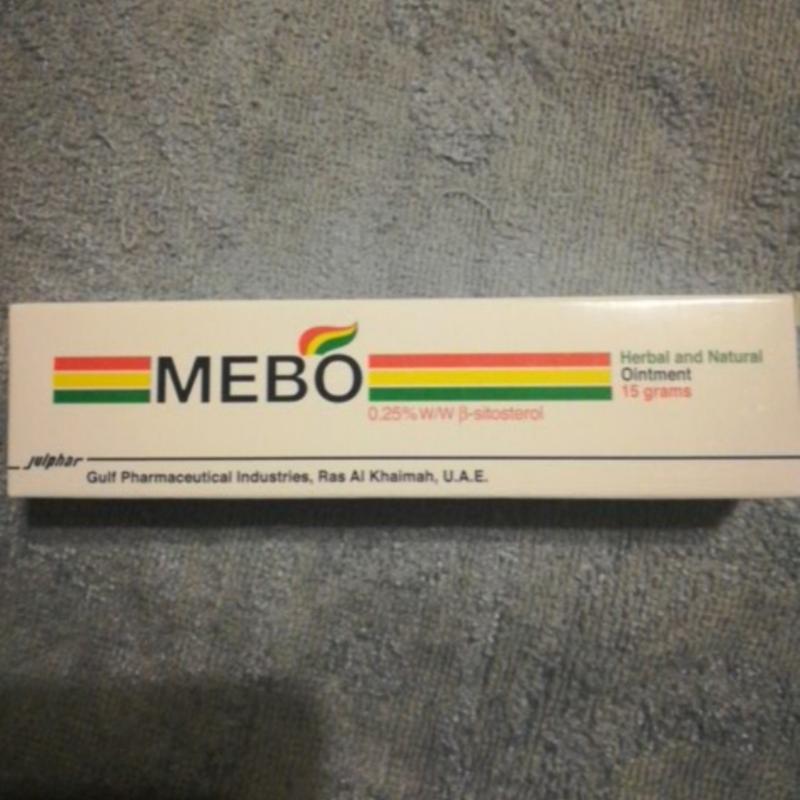 MEBO
Herbal and Natural
Ointment
15 grams
0.25% W/W β-sitosterol
julphar
Gulf Pharmaceutical Industries, Ras Al Khaimah, U.A.E.